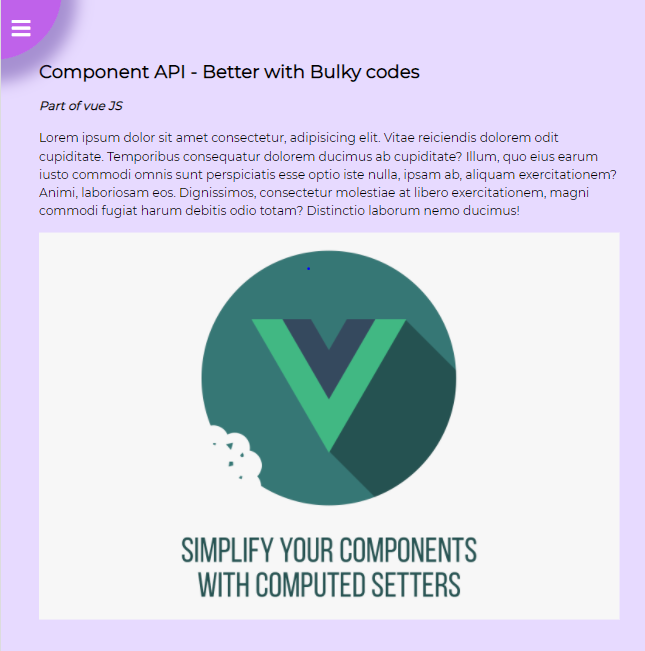 Component API - Better with Bulky codes
Part of vue JS
Lorem ipsum dolor sit amet consectetur, adipisicing elit. Vitae reiciendis dolorem odit
cupiditate. Temporibus consequatur dolorem ducimus ab cupiditate? Illum, quo eius earum
iusto commodi omnis sunt perspiciatis esse optio iste nulla, ipsam ab, aliquam exercitationem?
Animi, laboriosam eos. Dignissimos, consectetur molestiae at libero exercitationem, magni
commodi fugiat harum debitis odio totam? Distinctio laborum nemo ducimus!
SIMPLIFY YOUR COMPONENTS
WITH COMPUTED SETTERS